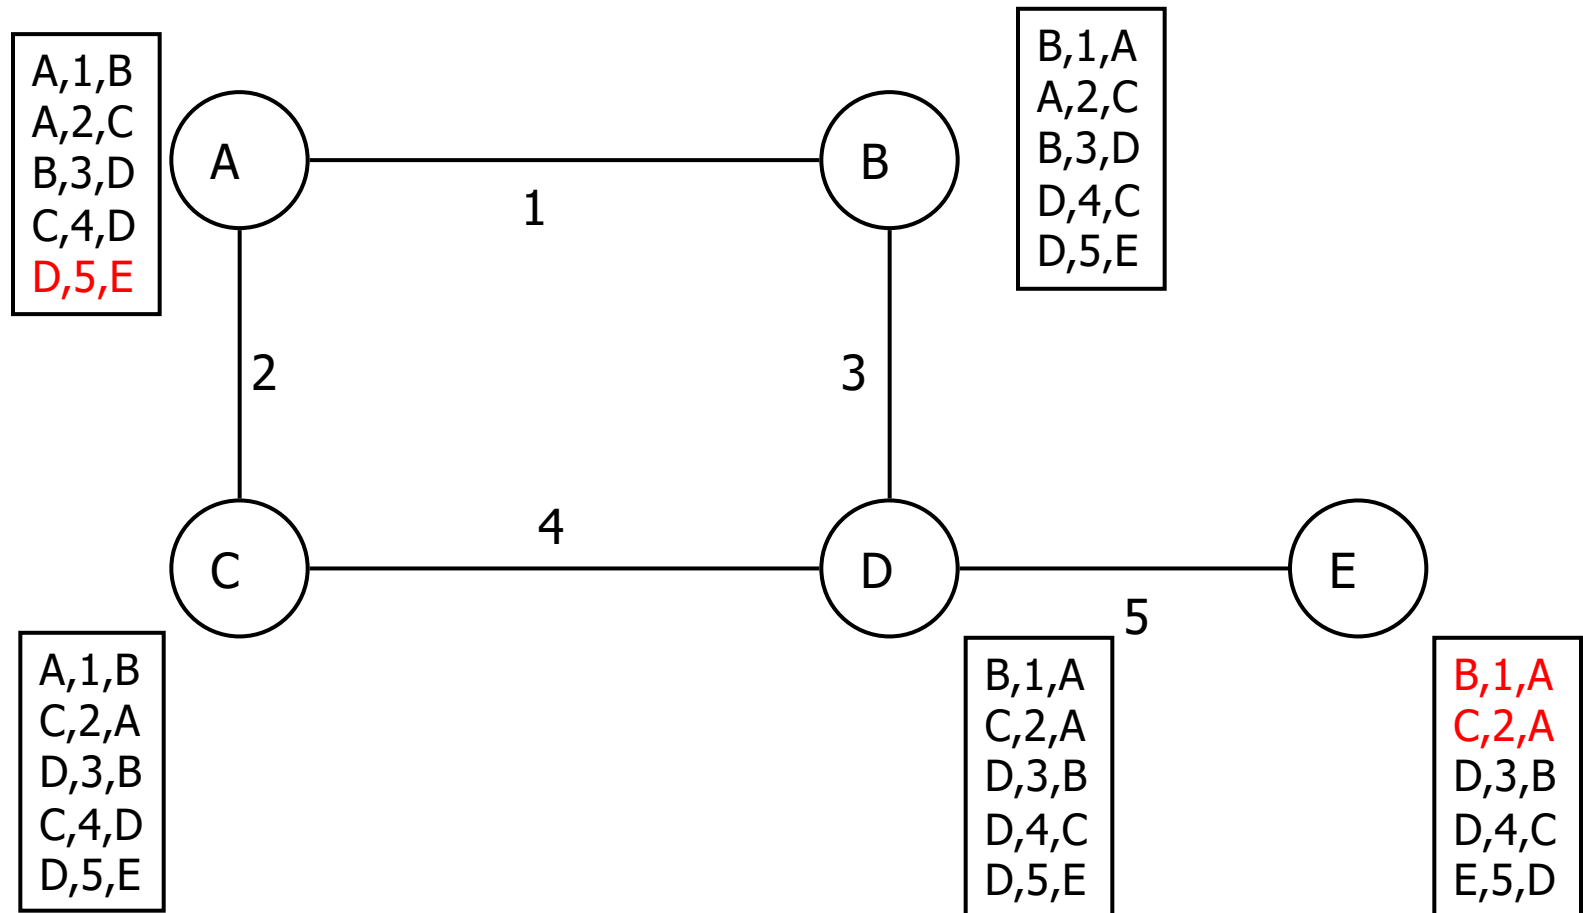 A,1,B
A,2,C
B,3,D
C,4,D
D,5,E
A
1
B
B,1,A
A,2,C
B,3,D
D,4,C
D,5,E
2
3
C
4
D
5
E
A,1,B
C,2,A
D,3,B
C,4,D
D,5,E
B,1,A
C,2,A
D,3,B
D,4,C
D,5,E
B,1,A
C,2,A
D,3,B
D,4,C
E,5,D